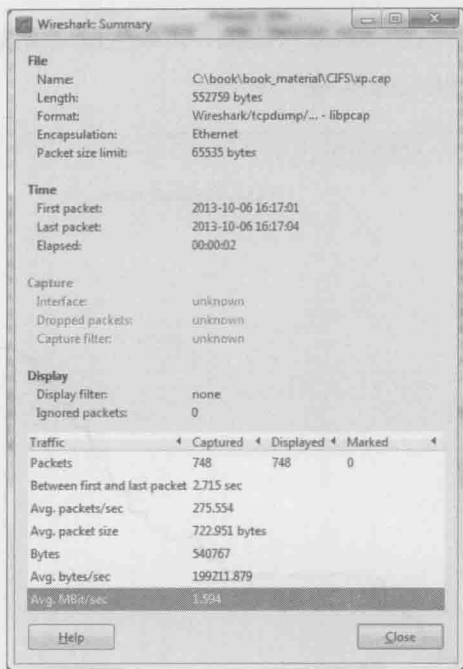 Wireshark: Summary
File
Name: C:\book\book_material\CIFS\xp.cap
Length: 552759 bytes
Format: Wireshark/tcpdump/... - libpcap
Encapsulation: Ethernet
Packet size limit: 65535 bytes
Time
First packet: 2013-10-06 16:17:01
Last packet: 2013-10-06 16:17:04
Elapsed: 00:00:02
Capture
Interface: unknown
Dropped packets: unknown
Capture filter: unknown
Display
Display filter: none
Ignored packets: 0
Traffic Captured Displayed Marked
Packets 748 748 0
Between first and last packet 2.715 sec
Avg. packets/sec 275.554
Avg. packet size 722.951 bytes
Bytes 540767
Avg. bytes/sec 199211.879
Avg. MBit/sec 1.594
Help Close